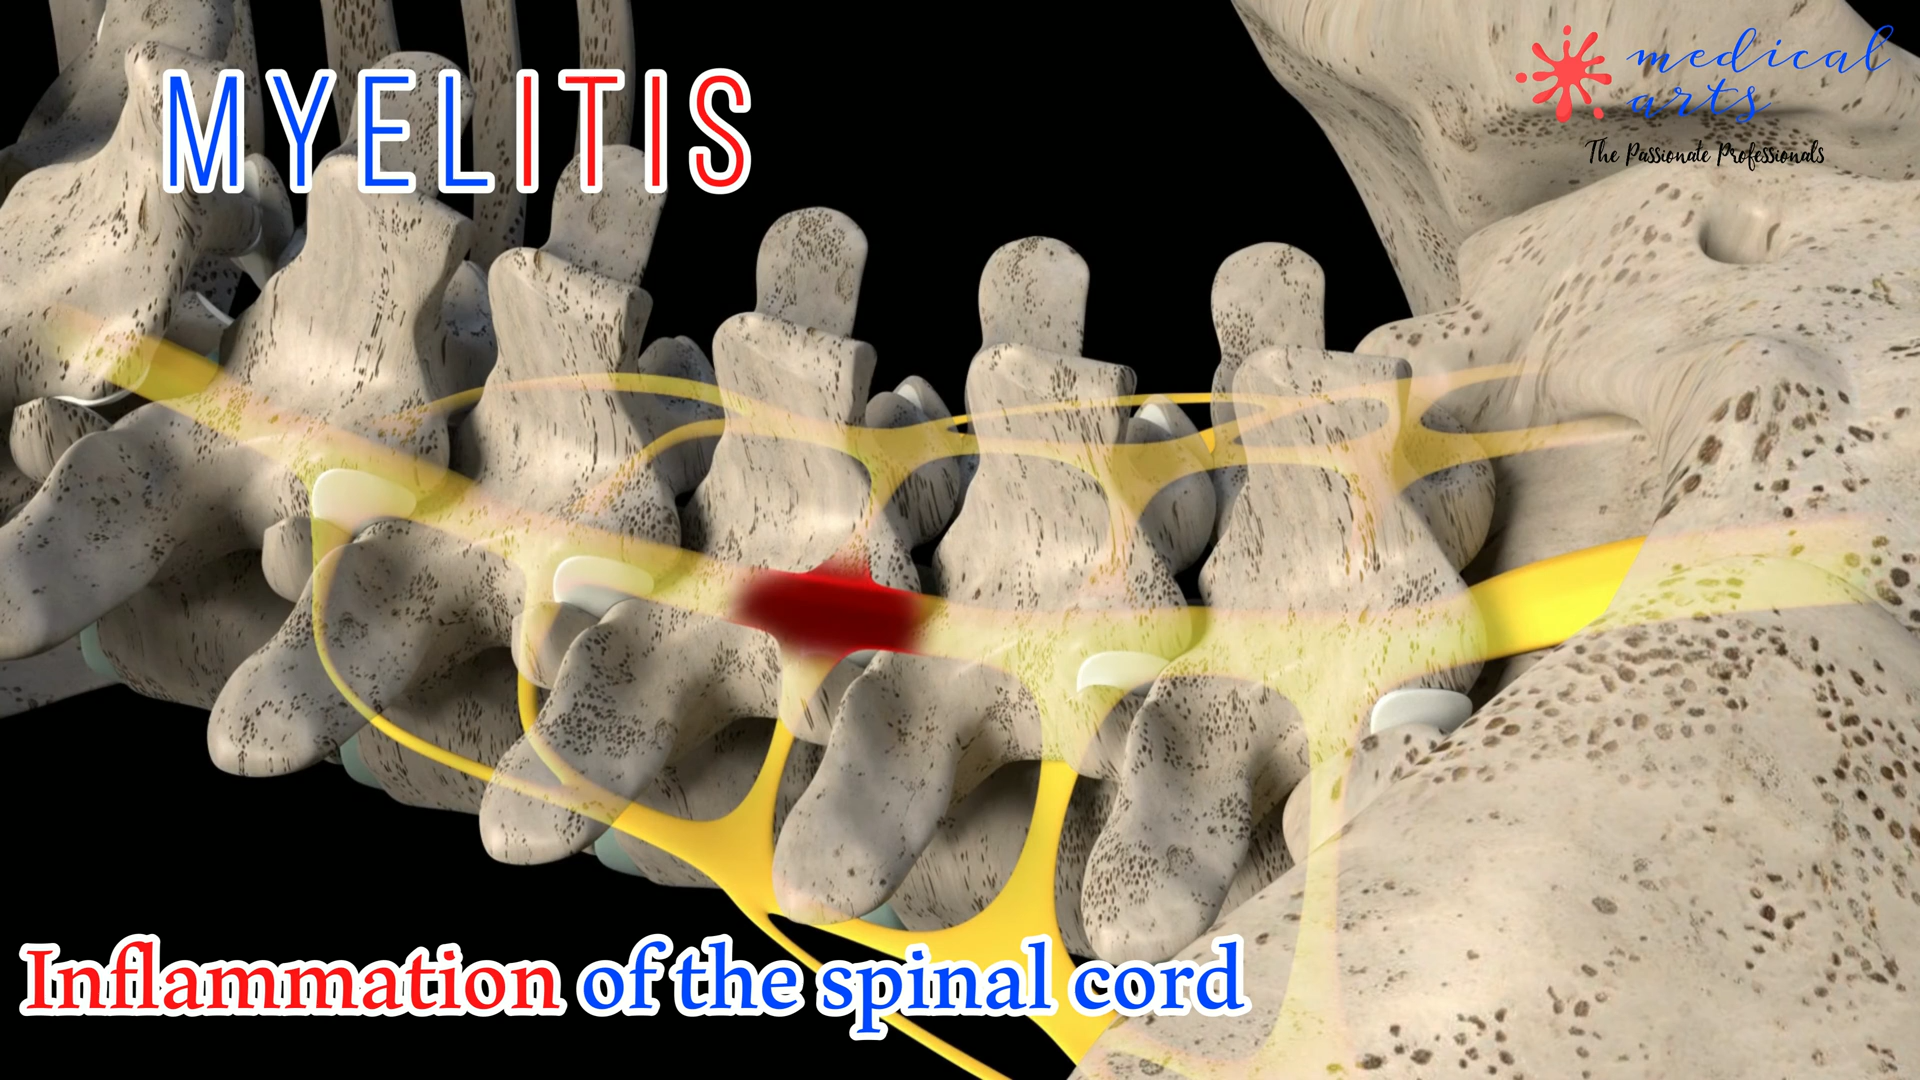 MYELITIS
medical
arts
The Passionate Professionals
Inflammation of the spinal cord